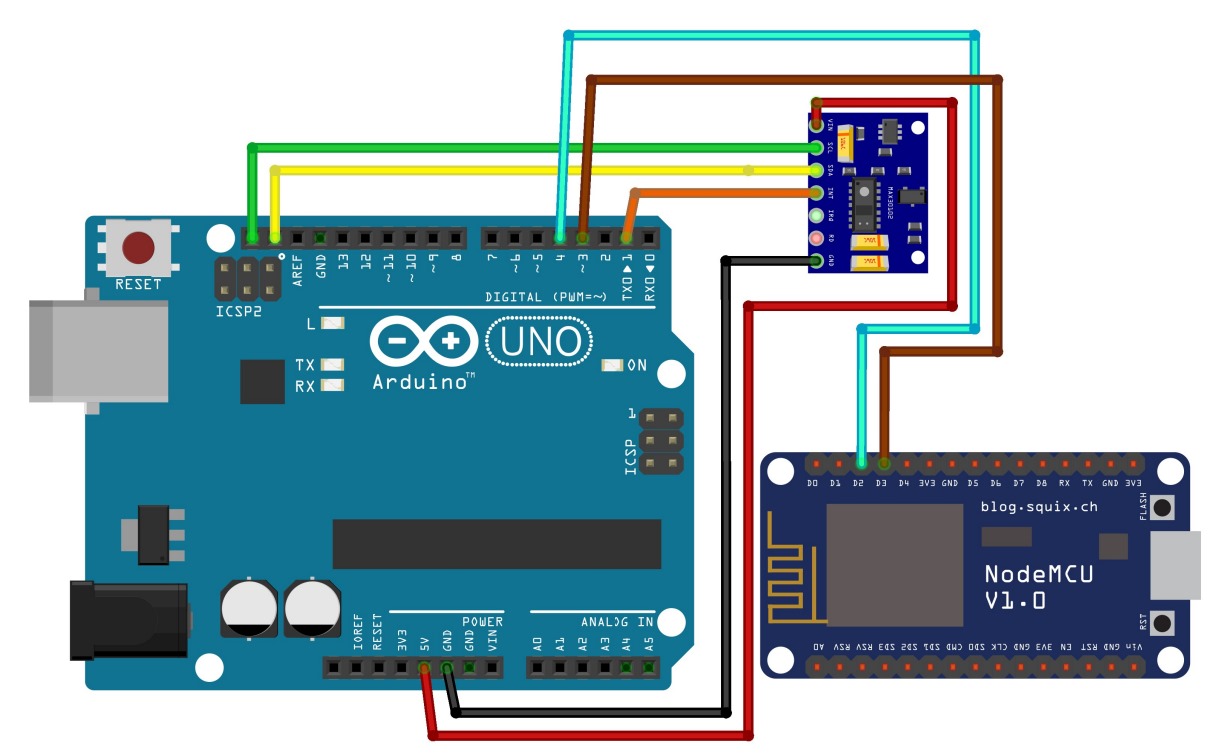 RESET
ICSP2
AREF
GND
13
12
~11
~10
~9
8
7
~6
~5
4
~3
2
TX0▶1
RX0◀0
DIGITAL (PWM=~)
L
TX
RX
Arduino™
UNO
ON
1
ICSP
IOREF
RESET
3V3
5V
GND
GND
VIN
POWER
ANALOG IN
A0
A1
A2
A3
A4
A5
VIN
SCL
SDA
INT
IRD
RD
GND
MAX30102
D0 D1 D2 D3 D4 3V3 GND D5 D6 D7 D8 RX TX GND 3V3
blog.squix.ch
FLASH
NodeMCU
V1.0
RST
A0 RSV RSV SD3 SD2 SD1 CMD SD0 CLK GND 3V3 EN RST GND Vin